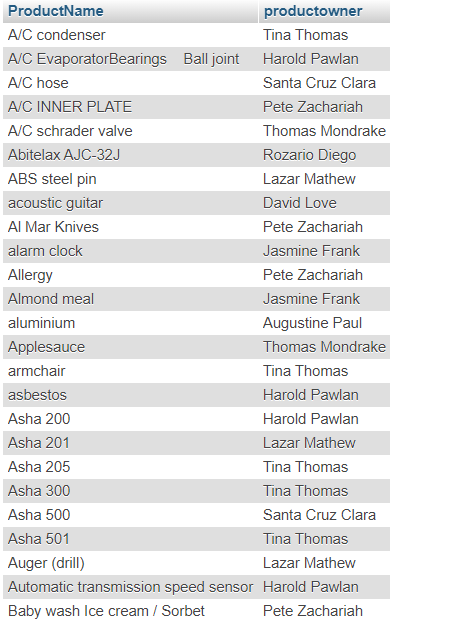 ProductName productowner
A/C condenser Tina Thomas
A/C EvaporatorBearings Ball joint Harold Pawlan
A/C hose Santa Cruz Clara
A/C INNER PLATE Pete Zachariah
A/C schrader valve Thomas Mondrake
Abitelax AJC-32J Rozario Diego
ABS steel pin Lazar Mathew
acoustic guitar David Love
Al Mar Knives Pete Zachariah
alarm clock Jasmine Frank
Allergy Pete Zachariah
Almond meal Jasmine Frank
aluminium Augustine Paul
Applesauce Thomas Mondrake
armchair Tina Thomas
asbestos Harold Pawlan
Asha 200 Harold Pawlan
Asha 201 Lazar Mathew
Asha 205 Tina Thomas
Asha 300 Tina Thomas
Asha 500 Santa Cruz Clara
Asha 501 Tina Thomas
Auger (drill) Lazar Mathew
Automatic transmission speed sensor Harold Pawlan
Baby wash Ice cream / Sorbet Pete Zachariah